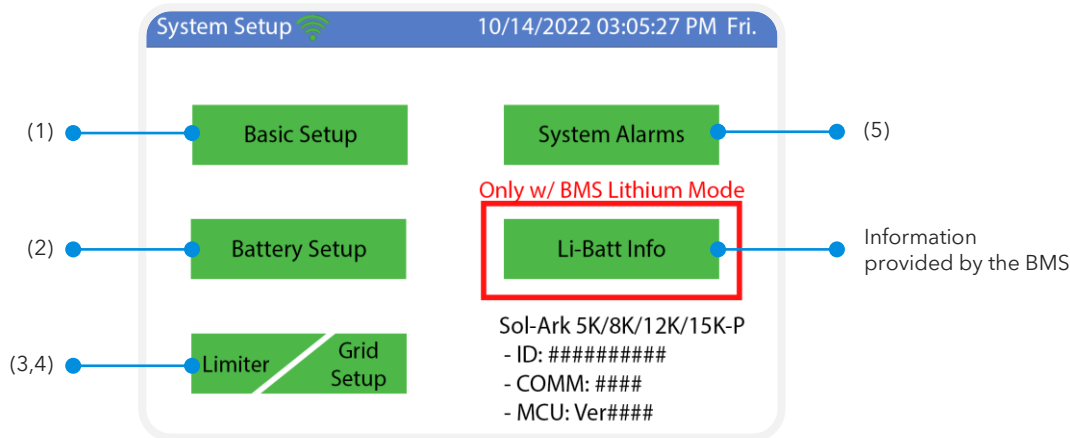 System Setup 10/14/2022 03:05:27 PM Fri.
(1) Basic Setup System Alarms (5)
Only w/ BMS Lithium Mode
(2) Battery Setup Li-Batt Info Information
provided by the BMS
(3,4) Limiter Grid
Setup
Sol-Ark 5K/8K/12K/15K-P
- ID: ##########
- COMM: ####
- MCU: Ver####